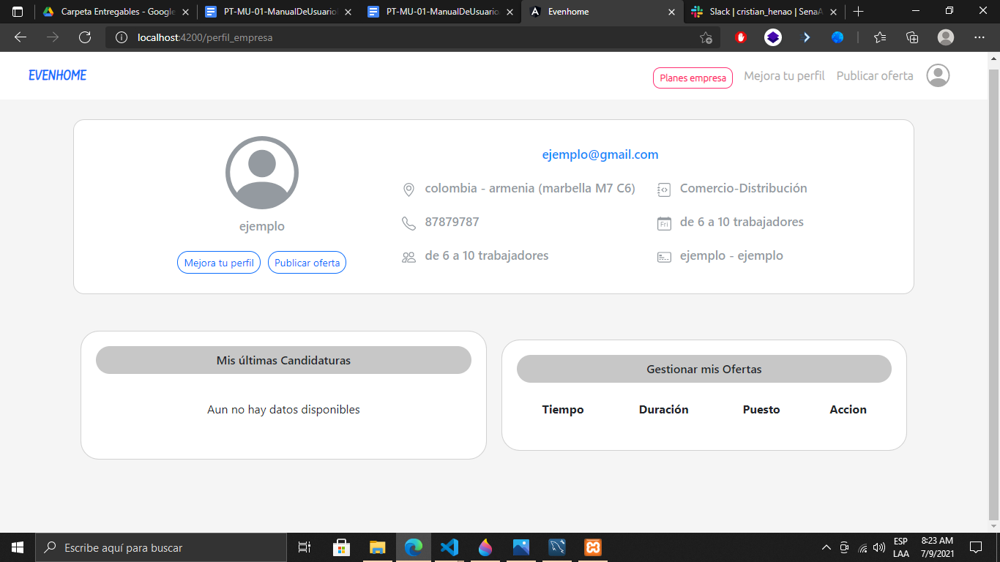 Carpeta Entregables - Google
PT-MU-01-ManualDeUsuario
PT-MU-01-ManualDeUsuario.
Evenhome
Slack | cristian_henao | SenaA
localhost:4200/perfil_empresa
EVENHOME
Planes empresa
Mejora tu perfil
Publicar oferta
ejemplo
Mejora tu perfil
Publicar oferta
ejemplo@gmail.com
colombia - armenia (marbella M7 C6)
Comercio-Distribución
87879787
Fri
de 6 a 10 trabajadores
de 6 a 10 trabajadores
ejemplo - ejemplo
Mis últimas Candidaturas
Aun no hay datos disponibles
Gestionar mis Ofertas
Tiempo Duración Puesto Accion
Escribe aquí para buscar
ESP
LAA
8:23 AM
7/9/2021